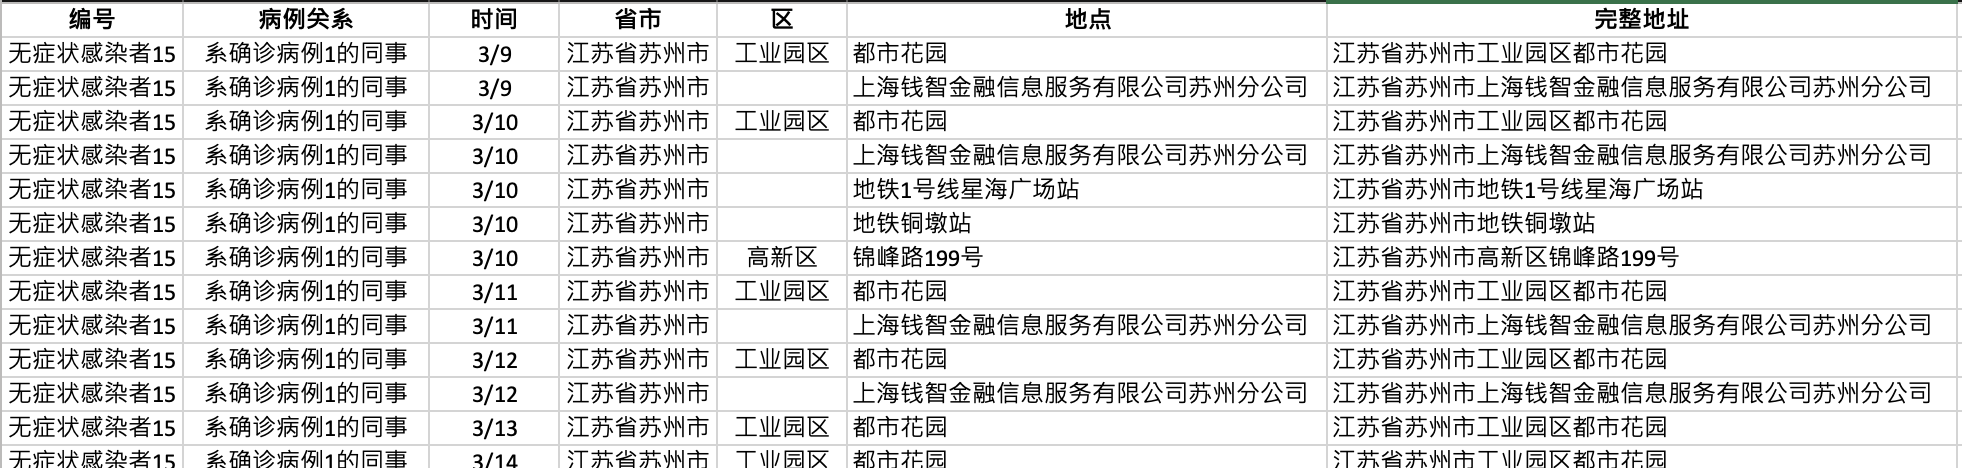 编号 病例关系 时间 省市 区 地点 完整地址
无症状感染者15 系确诊病例1的同事 3/9 江苏省苏州市 工业园区 都市花园 江苏省苏州市工业园区都市花园
无症状感染者15 系确诊病例1的同事 3/9 江苏省苏州市 上海钱智金融信息服务有限公司苏州分公司 江苏省苏州市上海钱智金融信息服务有限公司苏州分公司
无症状感染者15 系确诊病例1的同事 3/10 江苏省苏州市 工业园区 都市花园 江苏省苏州市工业园区都市花园
无症状感染者15 系确诊病例1的同事 3/10 江苏省苏州市 上海钱智金融信息服务有限公司苏州分公司 江苏省苏州市上海钱智金融信息服务有限公司苏州分公司
无症状感染者15 系确诊病例1的同事 3/10 江苏省苏州市 地铁1号线星海广场站 江苏省苏州市地铁1号线星海广场站
无症状感染者15 系确诊病例1的同事 3/10 江苏省苏州市 地铁铜墩站 江苏省苏州市地铁铜墩站
无症状感染者15 系确诊病例1的同事 3/10 江苏省苏州市 高新区 锦峰路199号 江苏省苏州市高新区锦峰路199号
无症状感染者15 系确诊病例1的同事 3/11 江苏省苏州市 工业园区 都市花园 江苏省苏州市工业园区都市花园
无症状感染者15 系确诊病例1的同事 3/11 江苏省苏州市 上海钱智金融信息服务有限公司苏州分公司 江苏省苏州市上海钱智金融信息服务有限公司苏州分公司
无症状感染者15 系确诊病例1的同事 3/12 江苏省苏州市 工业园区 都市花园 江苏省苏州市工业园区都市花园
无症状感染者15 系确诊病例1的同事 3/12 江苏省苏州市 上海钱智金融信息服务有限公司苏州分公司 江苏省苏州市上海钱智金融信息服务有限公司苏州分公司
无症状感染者15 系确诊病例1的同事 3/13 江苏省苏州市 工业园区 都市花园 江苏省苏州市工业园区都市花园
无症状感染者15 系确诊病例1的同事 3/14 江苏省苏州市 工业园区 都市花园 江苏省苏州市工业园区都市花园